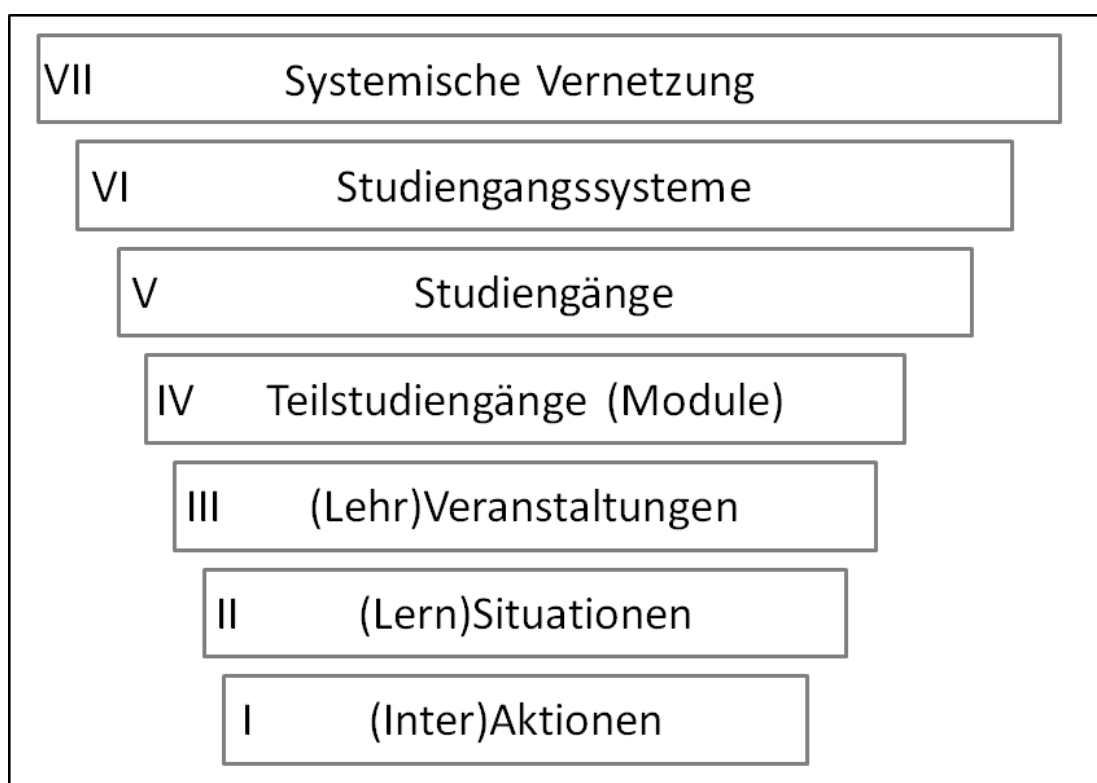 VII Systemische Vernetzung
VI Studiengangssysteme
V Studiengänge
IV Teilstudiengänge (Module)
III (Lehr)Veranstaltungen
II (Lern)Situationen
I (Inter)Aktionen